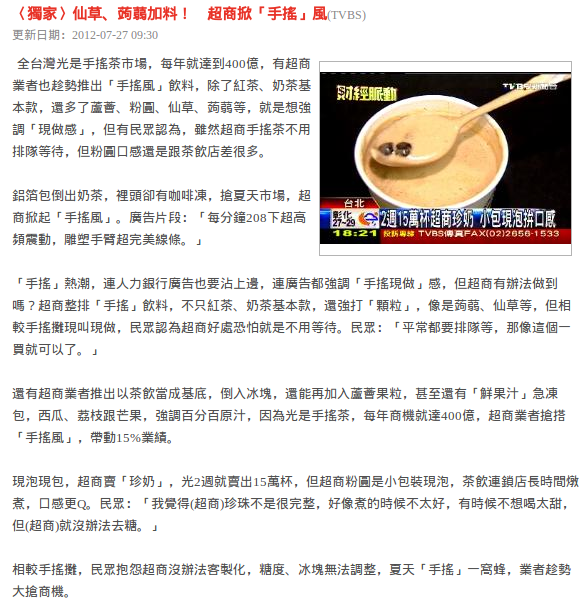 〈獨家〉仙草、蒟蒻加料！　超商掀「手搖」風(TVBS)
更新日期：2012-07-27 09:30
全台灣光是手搖茶市場，每年就達到400億，有超商
業者也趁勢推出「手搖風」飲料，除了紅茶、奶茶基
本款，還多了蘆薈、粉圓、仙草、蒟蒻等，就是想強
調「現做感」，但有民眾認為，雖然超商手搖茶不用
排隊等待，但粉圓口感還是跟茶飲店差很多。
鋁箔包倒出奶茶，裡頭卻有咖啡凍，搶夏天市場，超
商掀起「手搖風」。廣告片段：「每分鐘208下超高
頻震動，雕塑手臂超完美線條。」
財經脈動
TVBS新聞台
台北
彰化
27-29
2週15萬杯超商珍奶 小包現泡拚口感
18:21
投訴專線 TVBS傳真FAX(02)2656-1533
「手搖」熱潮，連人力銀行廣告也要沾上邊，連廣告都強調「手搖現做」感，但超商有辦法做到
嗎？超商整排「手搖」飲料，不只紅茶、奶茶基本款，還強打「顆粒」，像是蒟蒻、仙草等，但相
較手搖攤現叫現做，民眾認為超商好處恐怕就是不用等待。民眾：「平常都要排隊等，那像這個一
買就可以了。」
還有超商業者推出以茶飲當成基底，倒入冰塊，還能再加入蘆薈果粒，甚至還有「鮮果汁」急凍
包，西瓜、荔枝跟芒果，強調百分百原汁，因為光是手搖茶，每年商機就達400億，超商業者搶搭
「手搖風」，帶動15%業績。
現泡現包，超商賣「珍奶」，光2週就賣出15萬杯，但超商粉圓是小包裝現泡，茶飲連鎖店長時間燉
煮，口感更Q。民眾：「我覺得(超商)珍珠不是很完整，好像煮的時候不太好，有時候不想喝太甜，
但(超商)就沒辦法去糖。」
相較手搖攤，民眾抱怨超商沒辦法客製化，糖度、冰塊無法調整，夏天「手搖」一窩蜂，業者趁勢
大搶商機。